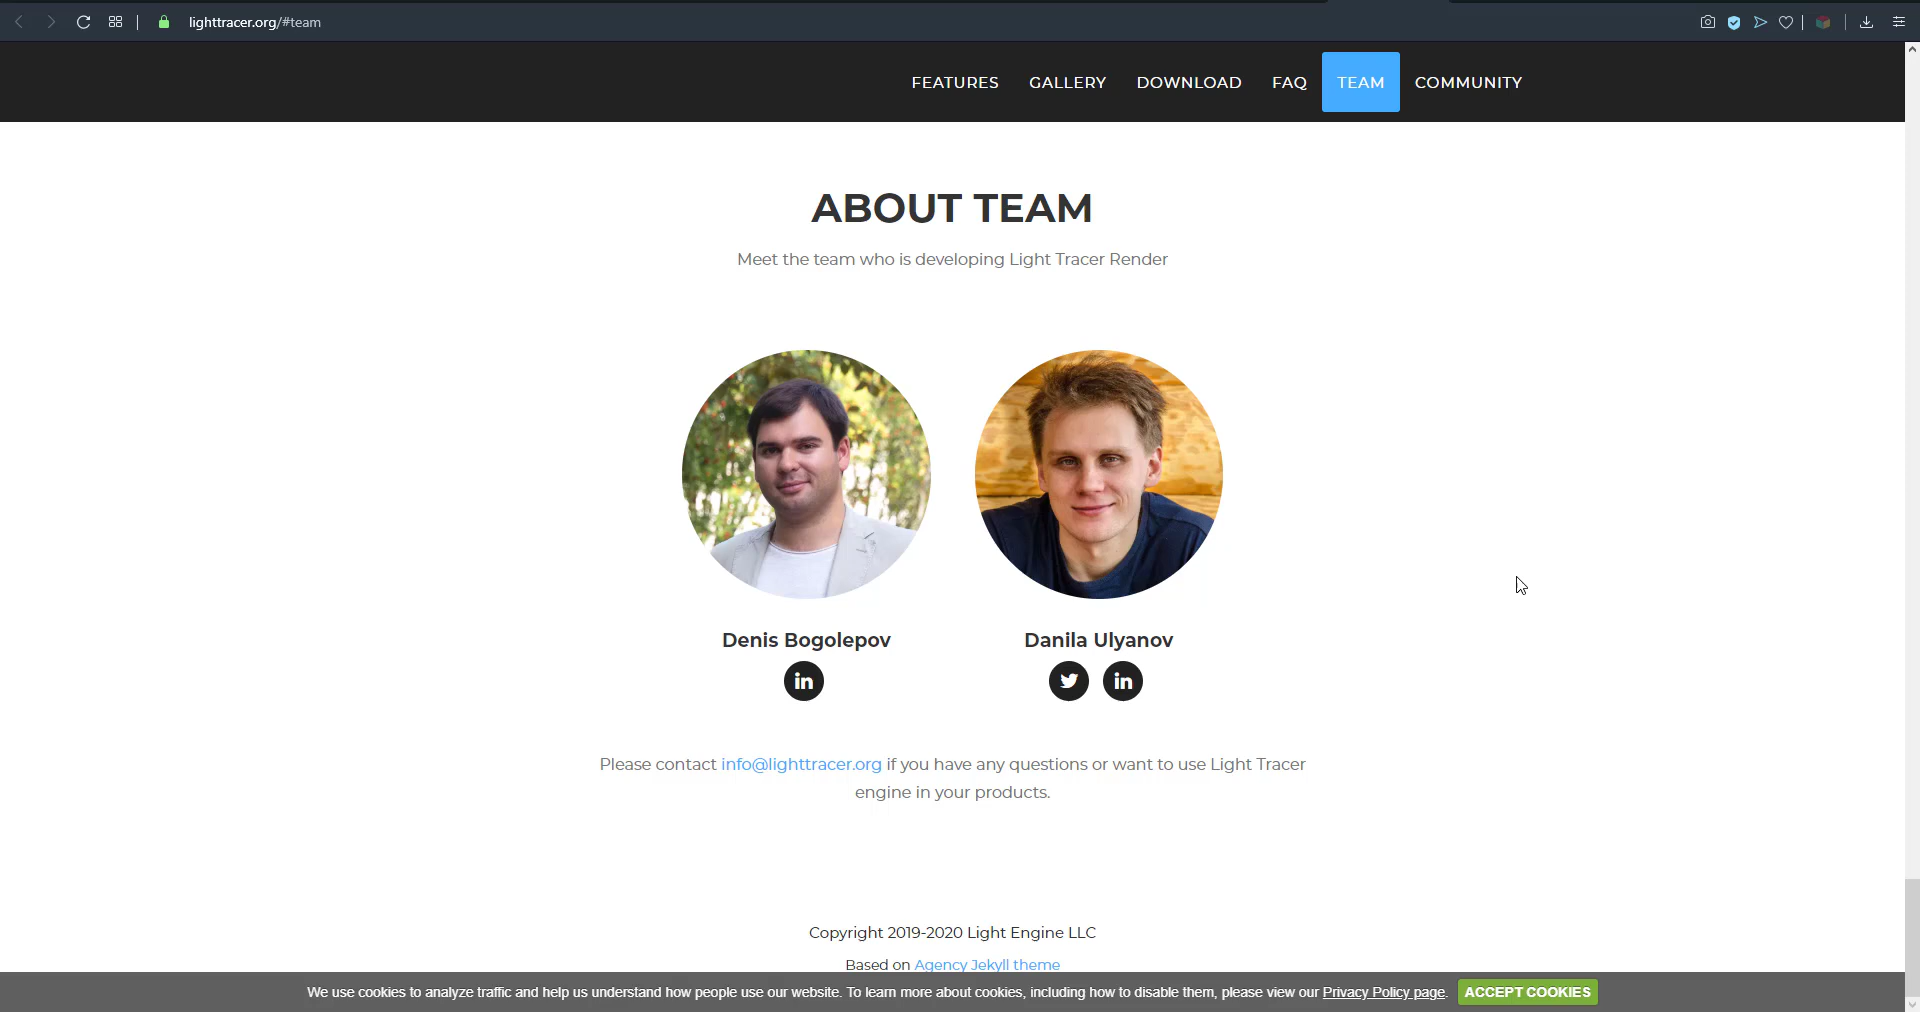 lighttracer.org/#team
FEATURES GALLERY DOWNLOAD FAQ TEAM COMMUNITY
ABOUT TEAM
Meet the team who is developing Light Tracer Render
Denis Bogolepov Danila Ulyanov
in in
Please contact info@lighttracer.org if you have any questions or want to use Light Tracer
engine in your products.
Copyright 2019-2020 Light Engine LLC
Based on Agency Jekyll theme
We use cookies to analyze traffic and help us understand how people use our website. To learn more about cookies, including how to disable them, please view our Privacy Policy page. ACCEPT COOKIES